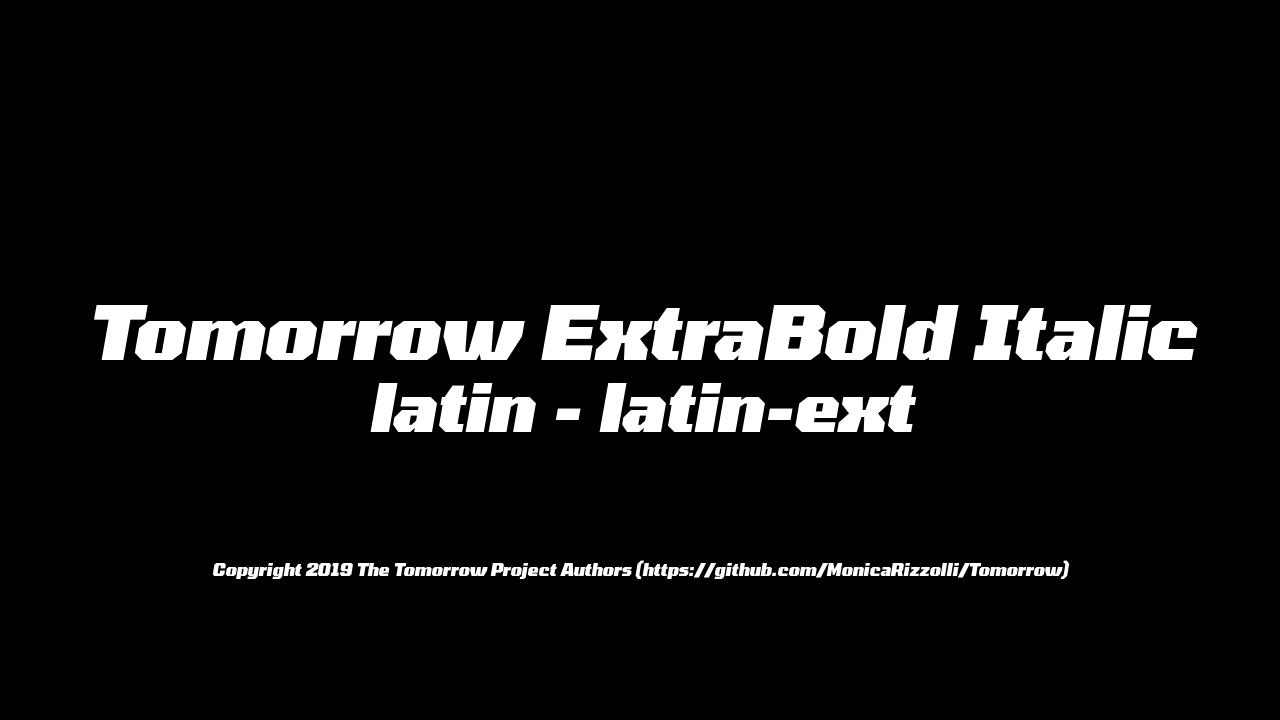 Tomorrow ExtraBold Italic
latin - latin-ext
Copyright 2019 The Tomorrow Project Authors (https://github.com/MonicaRizzolli/Tomorrow)